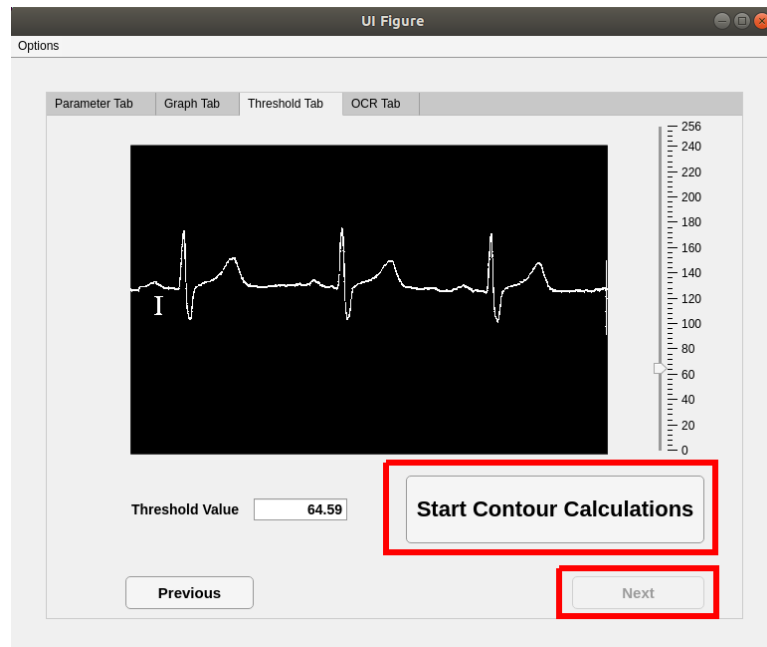 UI Figure
Options
Parameter Tab
Graph Tab
Threshold Tab
OCR Tab
256
240
220
200
180
160
140
120
100
80
60
40
20
0
I
Threshold Value
64.59
Start Contour Calculations
Previous
Next